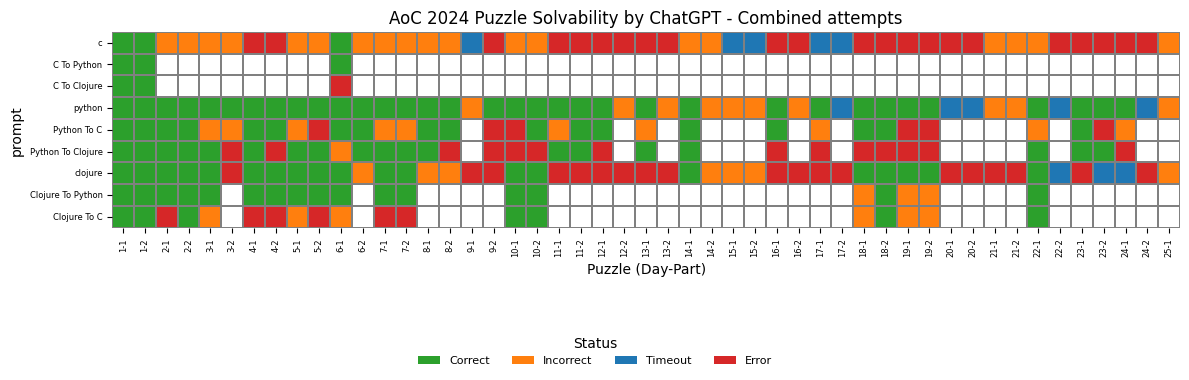 AoC 2024 Puzzle Solvability by ChatGPT - Combined attempts
prompt
c
C To Python
C To Clojure
python
Python To C
Python To Clojure
clojure
Clojure To Python
Clojure To C
1-1 1-2 2-1 2-2 3-1 3-2 4-1 4-2 5-1 5-2 6-1 6-2 7-1 7-2 8-1 8-2 9-1 9-2 10-1 10-2 11-1 11-2 12-1 12-2 13-1 13-2 14-1 14-2 15-1 15-2 16-1 16-2 17-1 17-2 18-1 18-2 19-1 19-2 20-1 20-2 21-1 21-2 22-1 22-2 23-1 23-2 24-1 24-2 25-1
Puzzle (Day-Part)
Status
Correct Incorrect Timeout Error